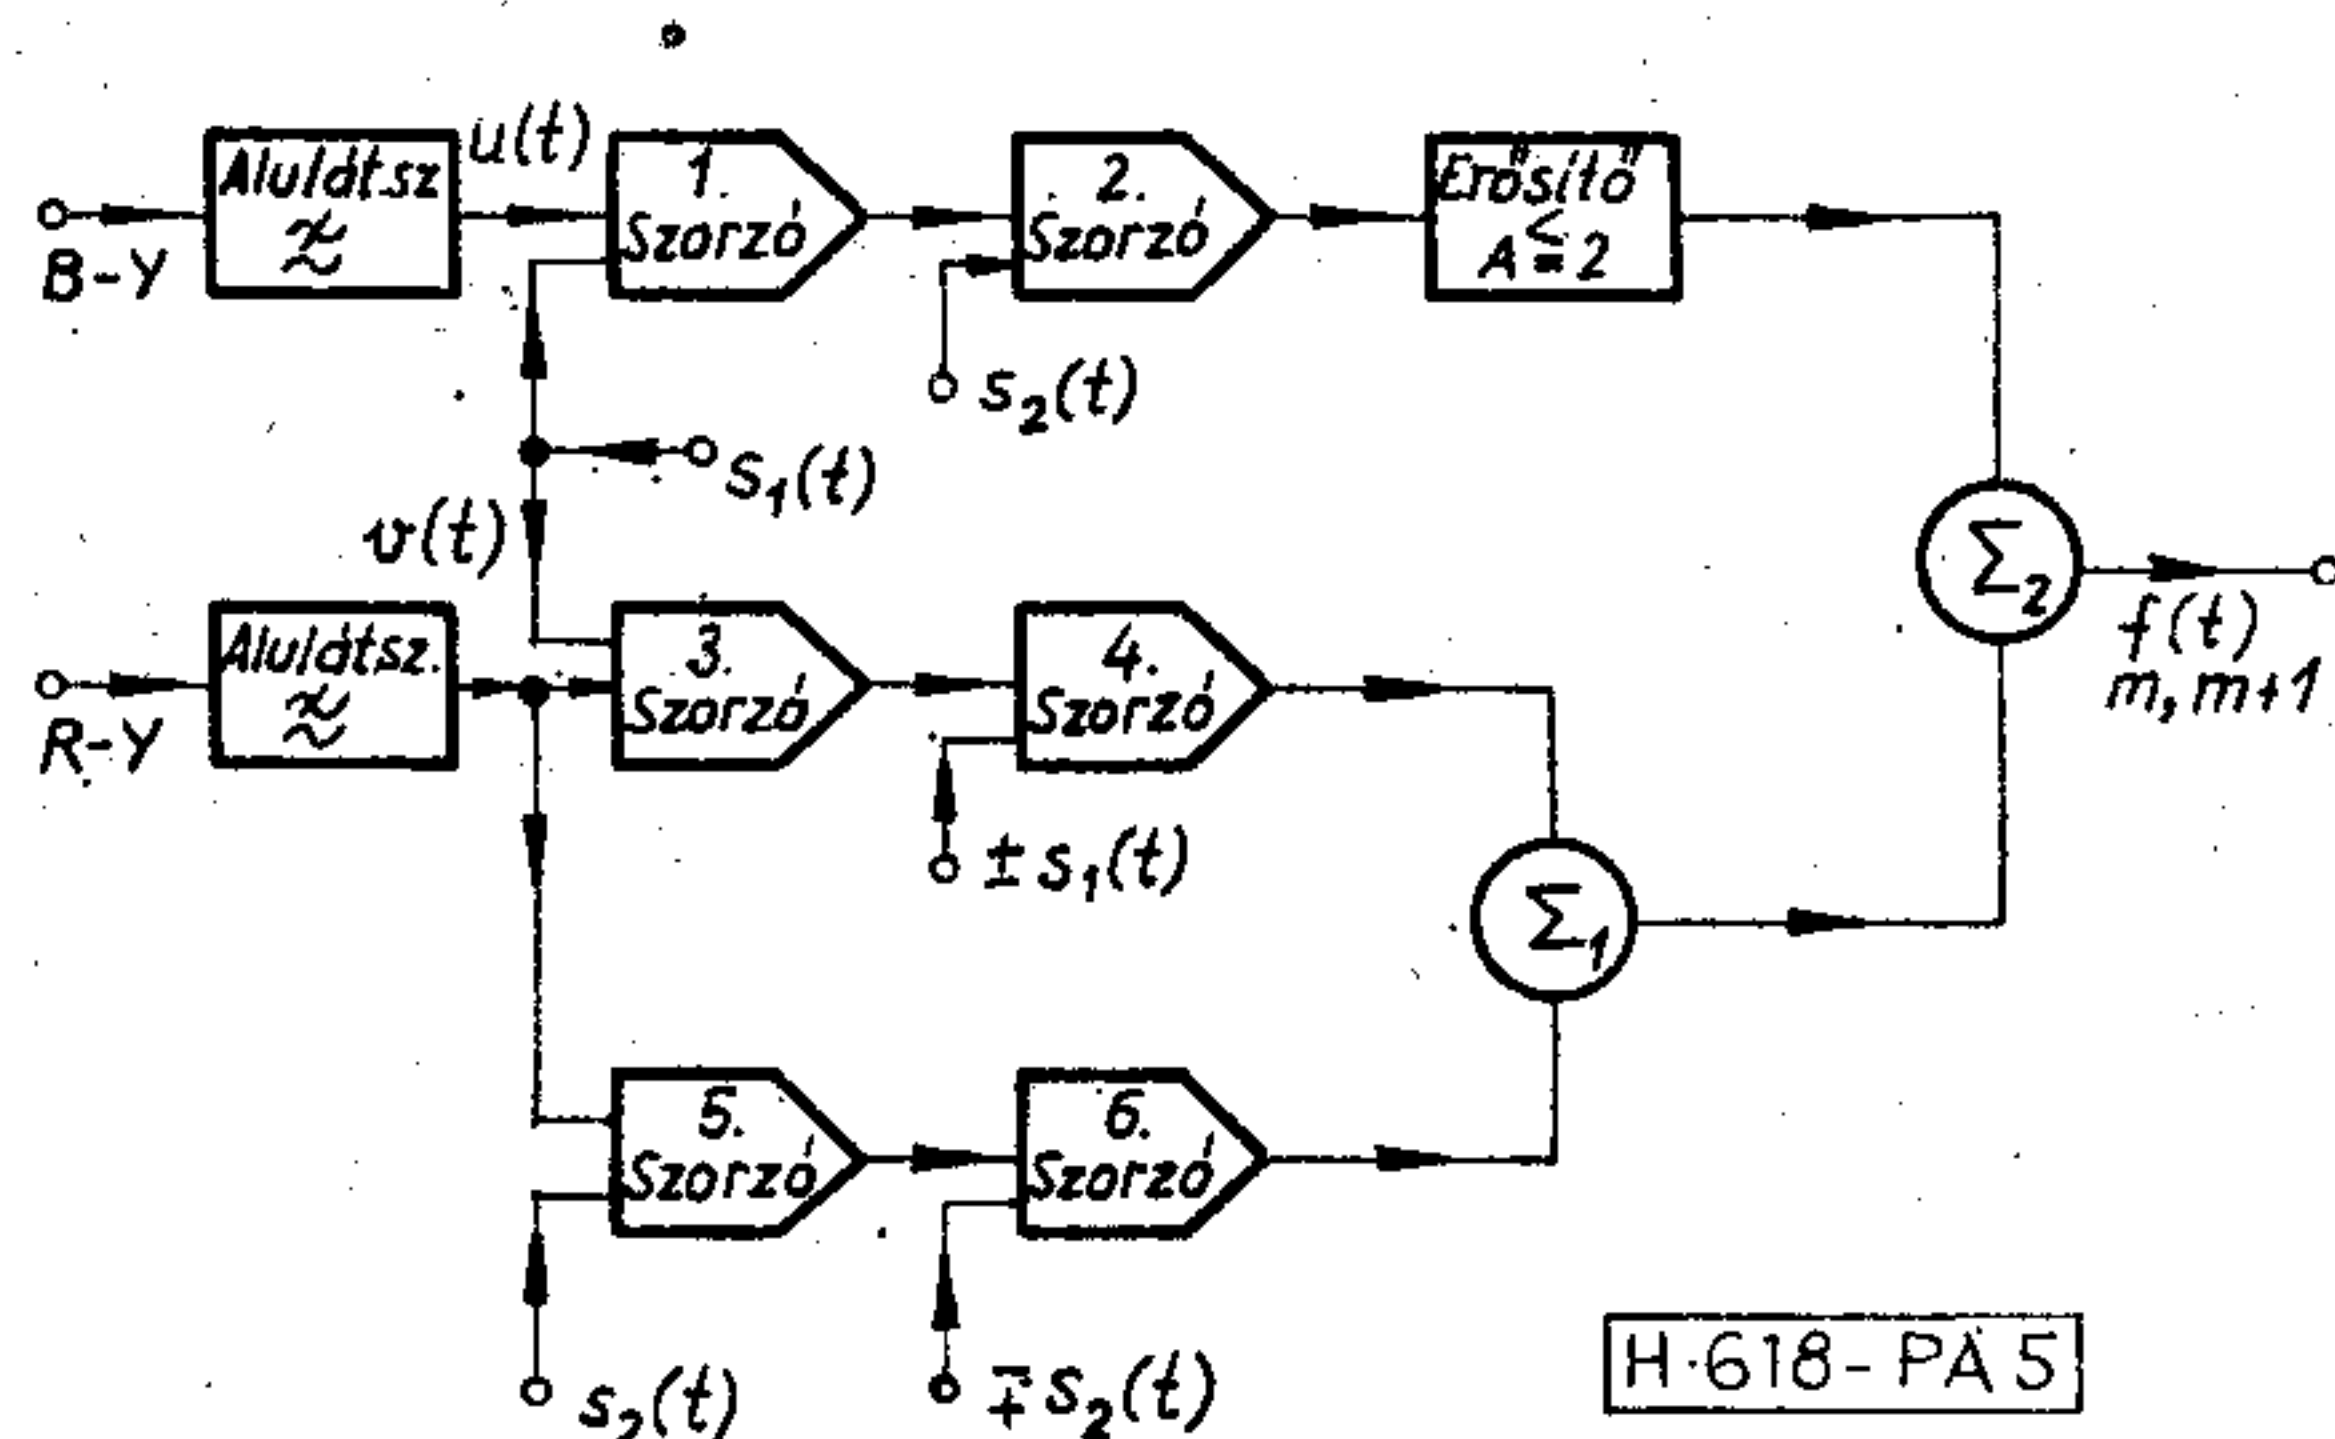 Aluldtsz
u(t)
1.
Szorzó
2.
Szorzó
Erősítő
A ≦ 2
B-Y
s₂(t)
s₁(t)
v(t)
Alulátsz.
3.
Szorzó
4.
Szorzó
R-Y
± s₁(t)
Σ₂
f(t)
m, m+1
Σ₁
5.
Szorzó
6.
Szorzó
s₂(t)
∓ s₂(t)
H·618-PA 5